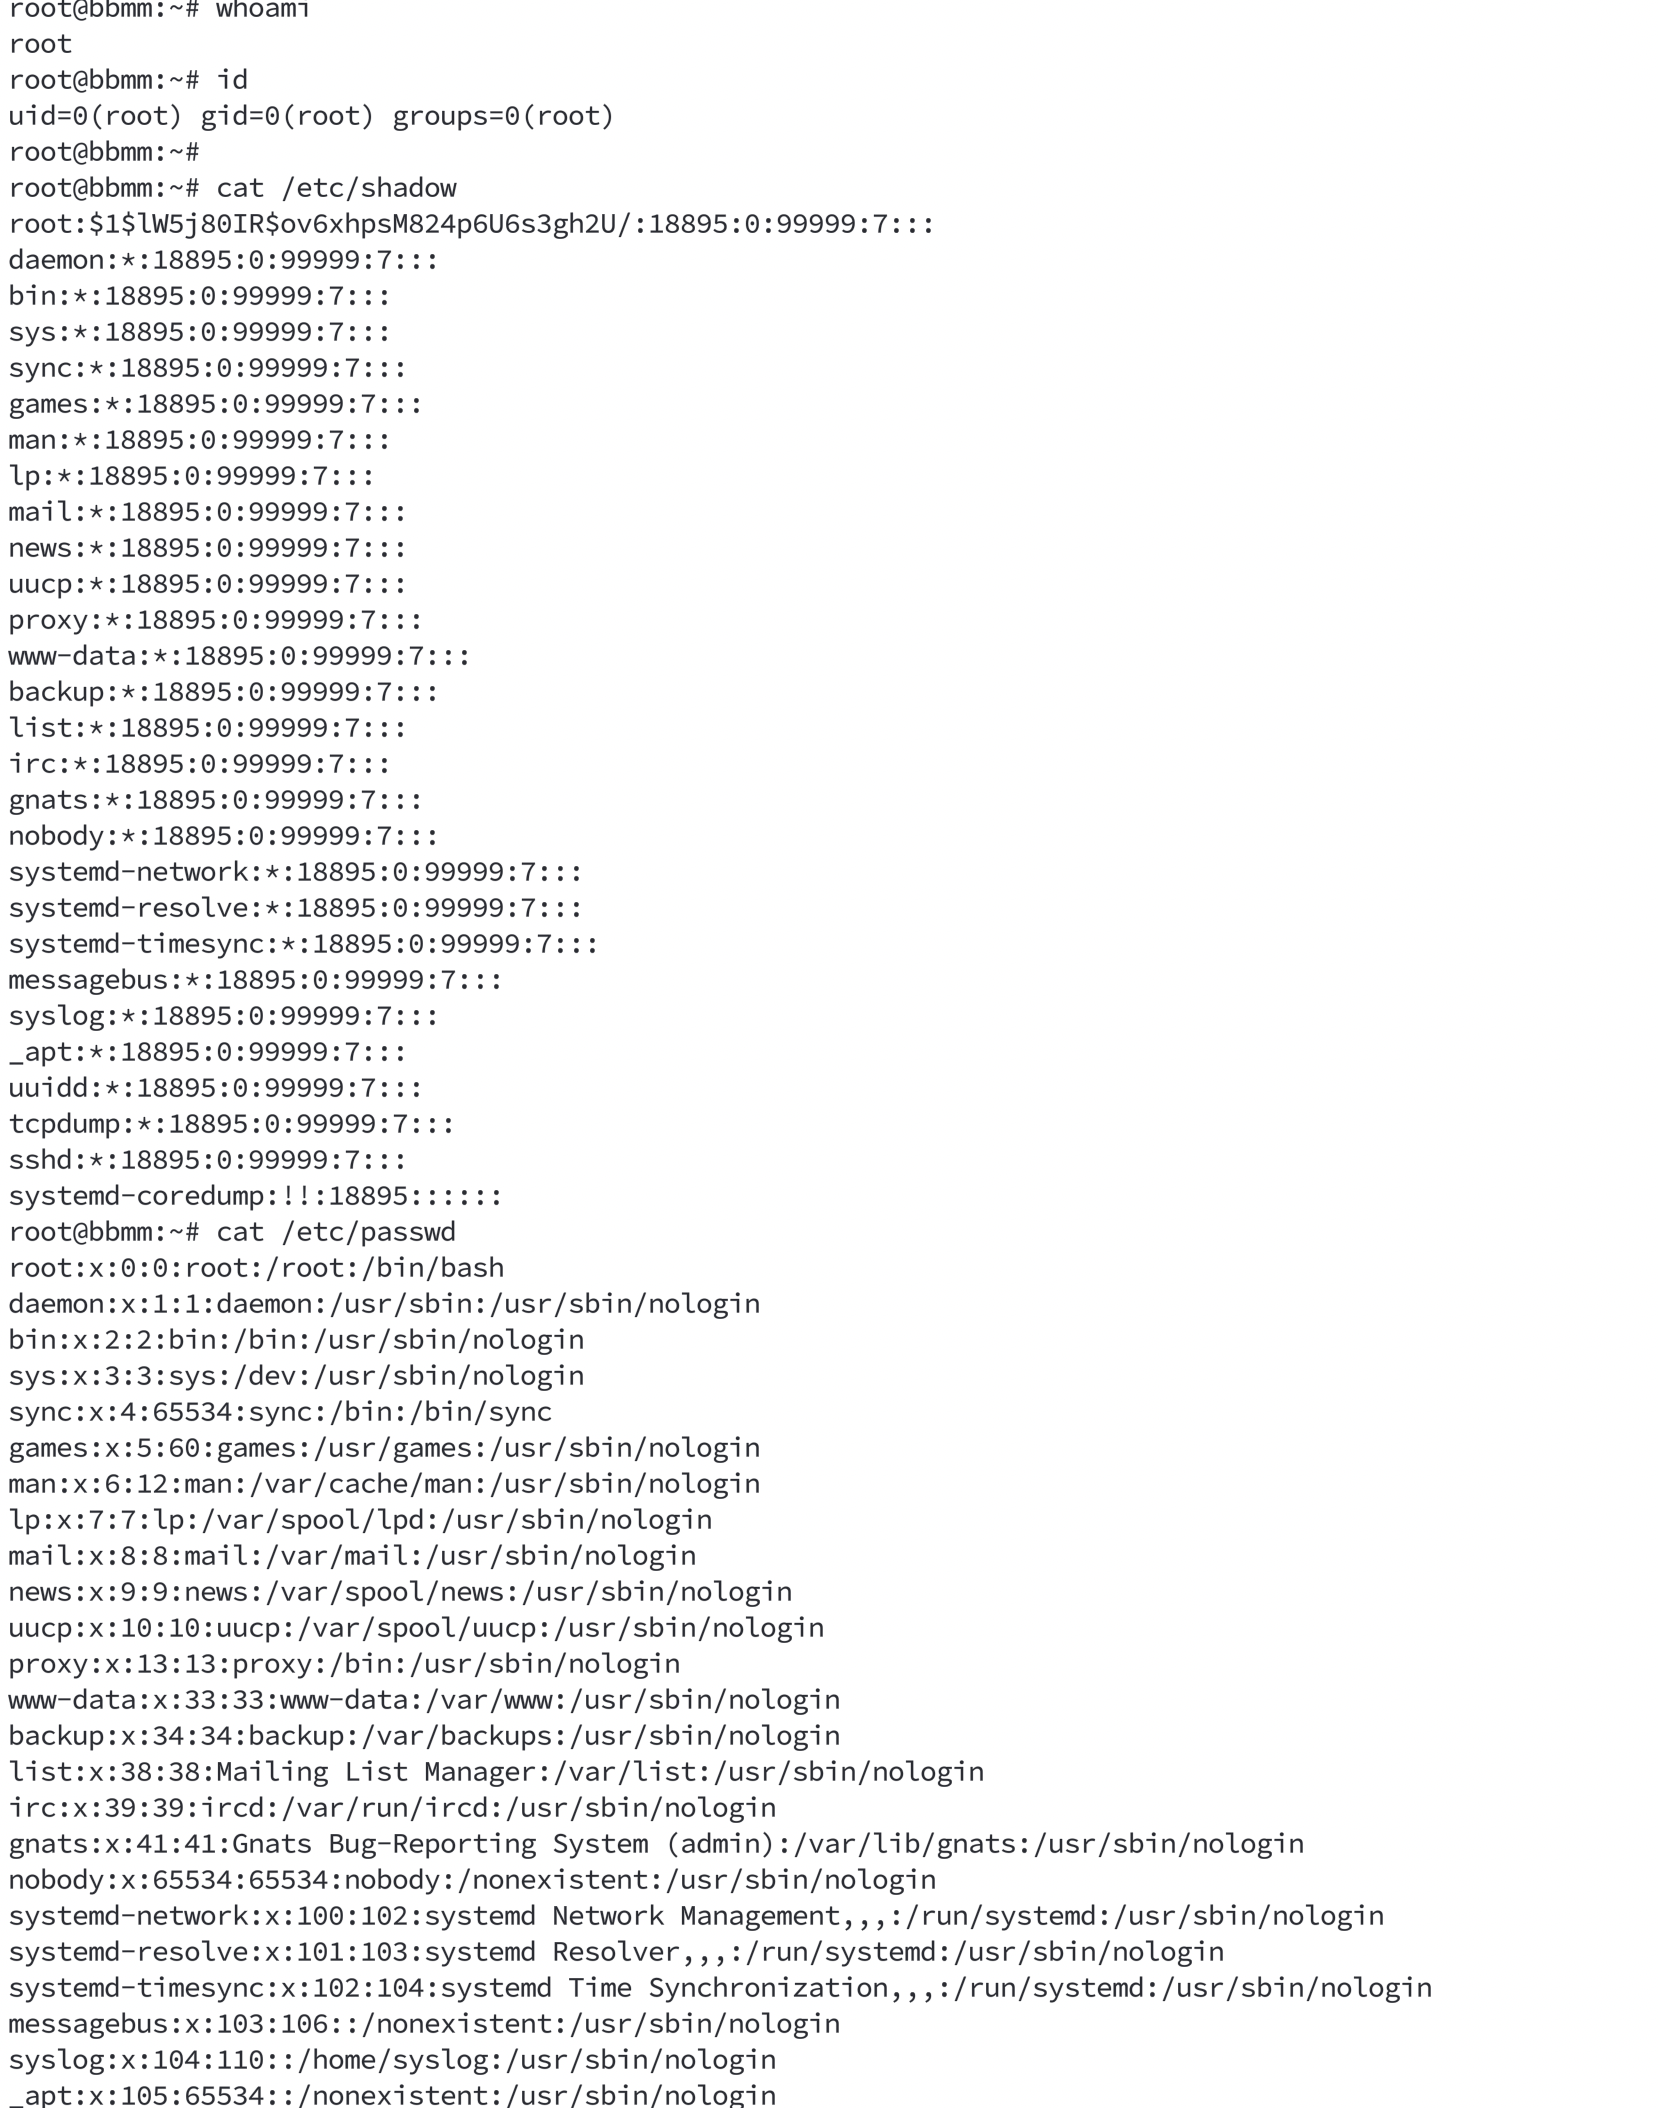 root@bbmm:~# whoami
root
root@bbmm:~# id
uid=0(root) gid=0(root) groups=0(root)
root@bbmm:~#
root@bbmm:~# cat /etc/shadow
root:$1$lW5j80IR$ov6xhpsM824p6U6s3gh2U/:18895:0:99999:7:::
daemon:*:18895:0:99999:7:::
bin:*:18895:0:99999:7:::
sys:*:18895:0:99999:7:::
sync:*:18895:0:99999:7:::
games:*:18895:0:99999:7:::
man:*:18895:0:99999:7:::
lp:*:18895:0:99999:7:::
mail:*:18895:0:99999:7:::
news:*:18895:0:99999:7:::
uucp:*:18895:0:99999:7:::
proxy:*:18895:0:99999:7:::
www-data:*:18895:0:99999:7:::
backup:*:18895:0:99999:7:::
list:*:18895:0:99999:7:::
irc:*:18895:0:99999:7:::
gnats:*:18895:0:99999:7:::
nobody:*:18895:0:99999:7:::
systemd-network:*:18895:0:99999:7:::
systemd-resolve:*:18895:0:99999:7:::
systemd-timesync:*:18895:0:99999:7:::
messagebus:*:18895:0:99999:7:::
syslog:*:18895:0:99999:7:::
_apt:*:18895:0:99999:7:::
uuidd:*:18895:0:99999:7:::
tcpdump:*:18895:0:99999:7:::
sshd:*:18895:0:99999:7:::
systemd-coredump:!!:18895::::::
root@bbmm:~# cat /etc/passwd
root:x:0:0:root:/root:/bin/bash
daemon:x:1:1:daemon:/usr/sbin:/usr/sbin/nologin
bin:x:2:2:bin:/bin:/usr/sbin/nologin
sys:x:3:3:sys:/dev:/usr/sbin/nologin
sync:x:4:65534:sync:/bin:/bin/sync
games:x:5:60:games:/usr/games:/usr/sbin/nologin
man:x:6:12:man:/var/cache/man:/usr/sbin/nologin
lp:x:7:7:lp:/var/spool/lpd:/usr/sbin/nologin
mail:x:8:8:mail:/var/mail:/usr/sbin/nologin
news:x:9:9:news:/var/spool/news:/usr/sbin/nologin
uucp:x:10:10:uucp:/var/spool/uucp:/usr/sbin/nologin
proxy:x:13:13:proxy:/bin:/usr/sbin/nologin
www-data:x:33:33:www-data:/var/www:/usr/sbin/nologin
backup:x:34:34:backup:/var/backups:/usr/sbin/nologin
list:x:38:38:Mailing List Manager:/var/list:/usr/sbin/nologin
irc:x:39:39:ircd:/var/run/ircd:/usr/sbin/nologin
gnats:x:41:41:Gnats Bug-Reporting System (admin):/var/lib/gnats:/usr/sbin/nologin
nobody:x:65534:65534:nobody:/nonexistent:/usr/sbin/nologin
systemd-network:x:100:102:systemd Network Management,,,:/run/systemd:/usr/sbin/nologin
systemd-resolve:x:101:103:systemd Resolver,,,:/run/systemd:/usr/sbin/nologin
systemd-timesync:x:102:104:systemd Time Synchronization,,,:/run/systemd:/usr/sbin/nologin
messagebus:x:103:106::/nonexistent:/usr/sbin/nologin
syslog:x:104:110::/home/syslog:/usr/sbin/nologin
_apt:x:105:65534::/nonexistent:/usr/sbin/nologin